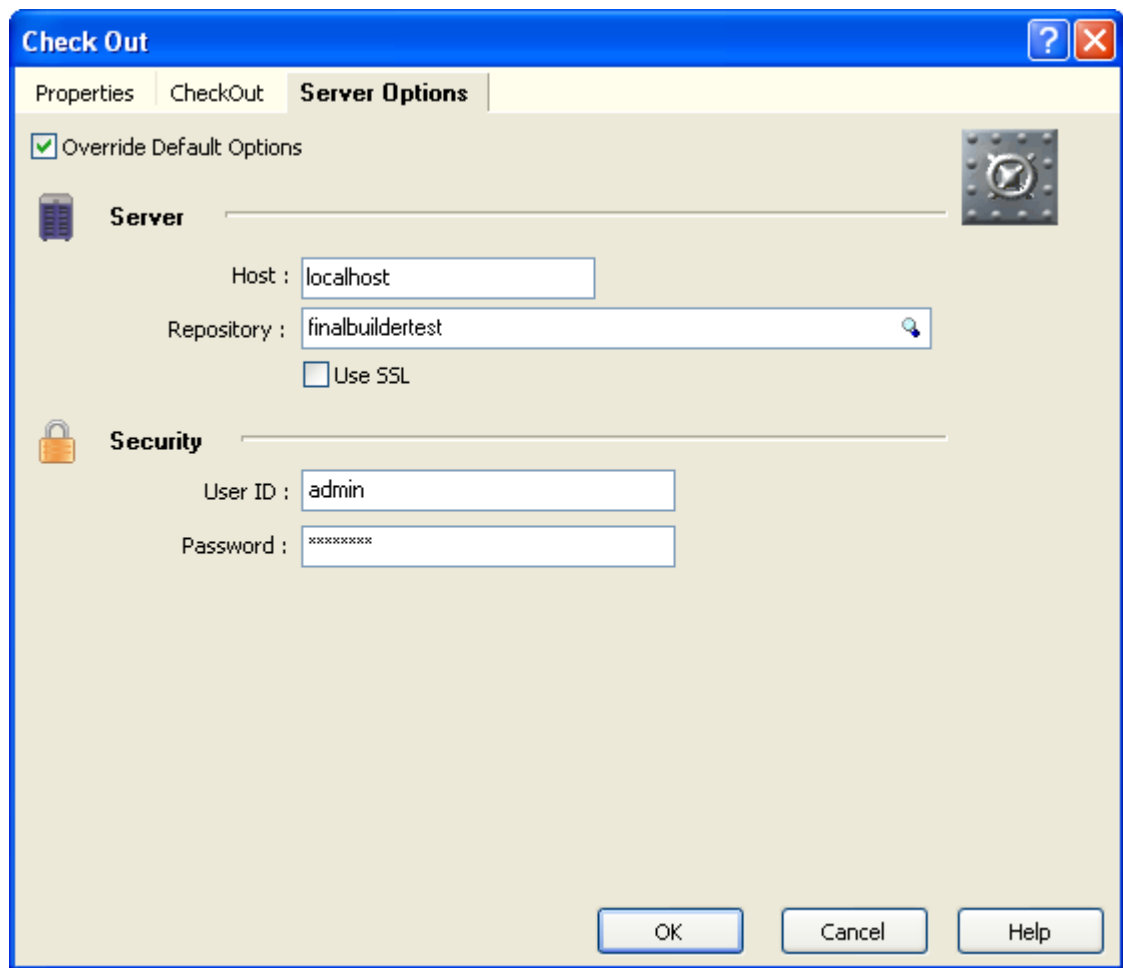 Check Out
Properties CheckOut Server Options
Override Default Options
Server
Host : localhost
Repository : finalbuildertest
Use SSL
Security
User ID : admin
Password : ********
OK Cancel Help